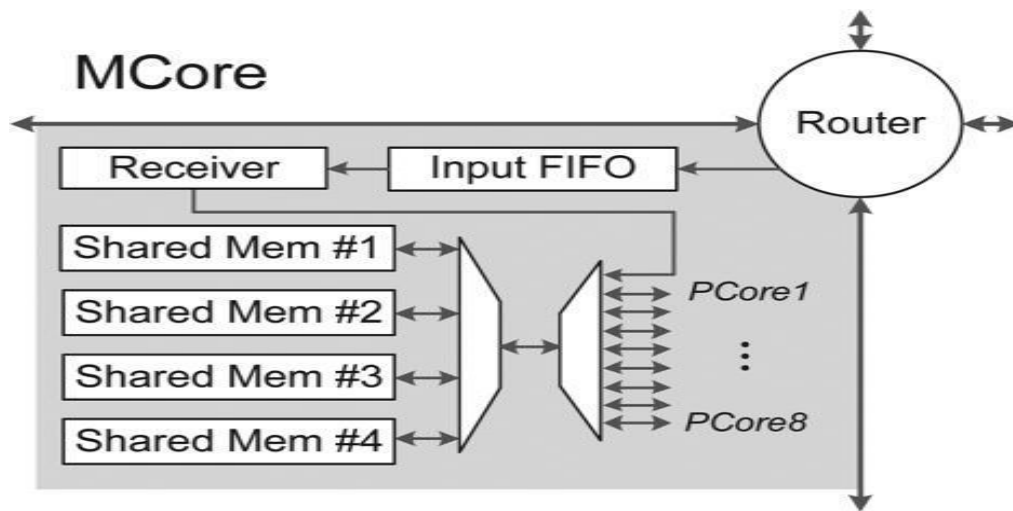 MCore
Router
Receiver
Input FIFO
Shared Mem #1
Shared Mem #2
Shared Mem #3
Shared Mem #4
PCore1
...
PCore8